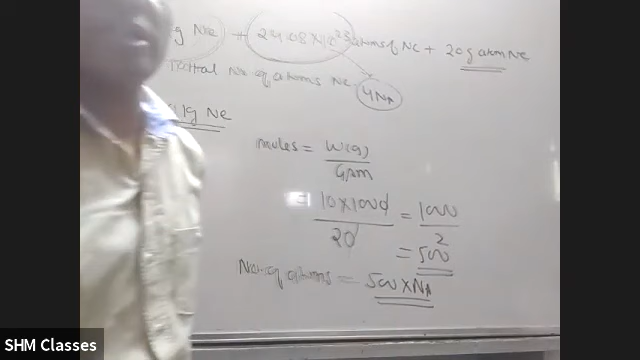 g Ne + 24.08×10²³ atoms of Ne + 20 g atom Ne
total No. of atoms Ne. 4NA
1kg Ne
moles = W(g) / GAM
= 10×1000 / 20 = 1000 / 2
= 500
No. of atoms = 500×NA
SHM Classes